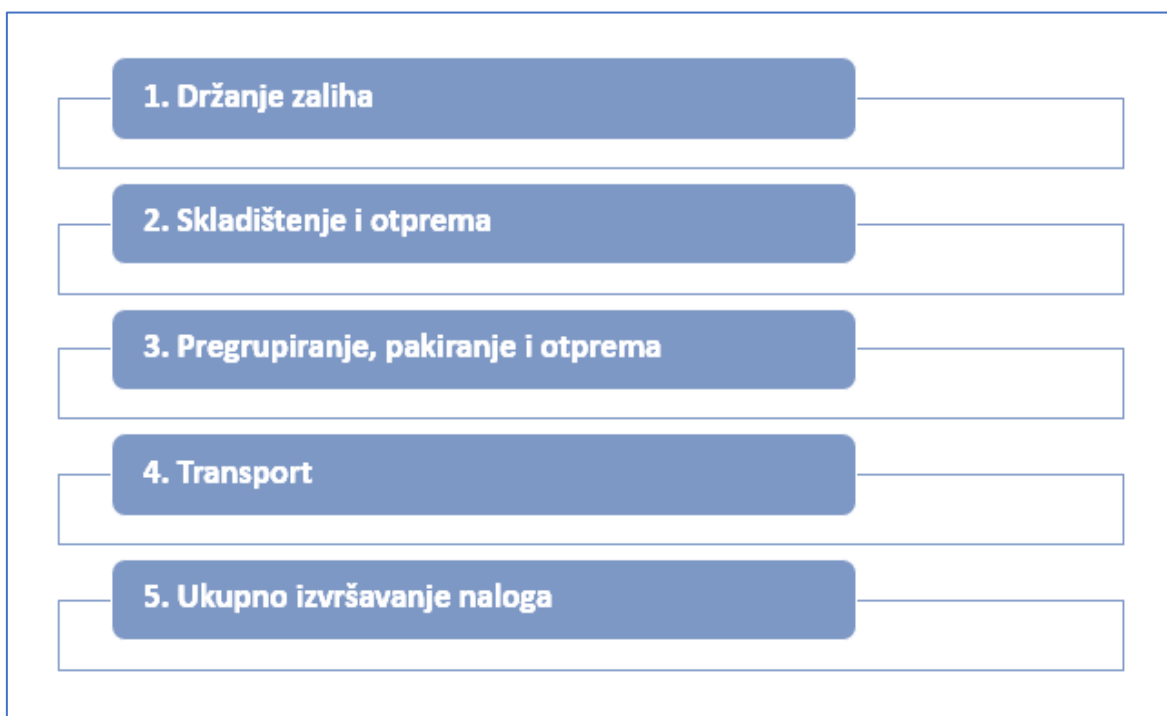 1. Držanje zaliha
2. Skladištenje i otprema
3. Pregrupiranje, pakiranje i otprema
4. Transport
5. Ukupno izvršavanje naloga